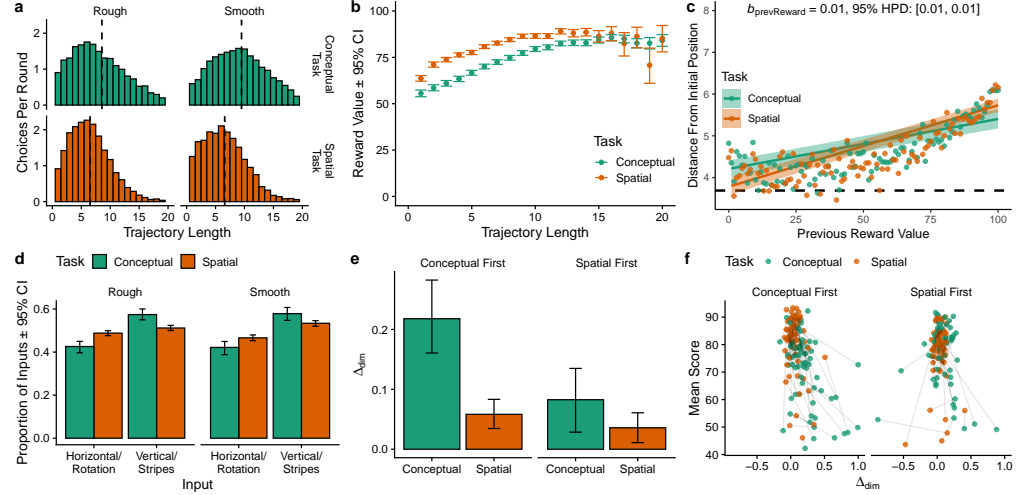 a
Rough
Smooth
2
1
0
Conceptual
Task
2
1
0
Spatial
Task
Choices Per Round
0 5 10 15 20 0 5 10 15 20
Trajectory Length
b
100
75
50
25
0
Reward Value ± 95% CI
Task
Conceptual
Spatial
0 5 10 15 20
Trajectory Length
c
b_prevReward = 0.01, 95% HPD: [0.01, 0.01]
8
7
6
5
4
Distance From Initial Position
Task
Conceptual
Spatial
0 25 50 75 100
Previous Reward Value
d
Task Conceptual Spatial
Rough Smooth
0.6
0.4
0.2
0.0
Proportion of Inputs ± 95% CI
Horizontal/ Vertical/ Horizontal/ Vertical/
Rotation Stripes Rotation Stripes
Input
e
Conceptual First Spatial First
0.2
0.1
0.0
Δdim
Conceptual Spatial Conceptual Spatial
f
Task Conceptual Spatial
Conceptual First Spatial First
90
80
70
60
50
40
Mean Score
−0.5 0.0 0.5 1.0 −0.5 0.0 0.5 1.0
Δdim